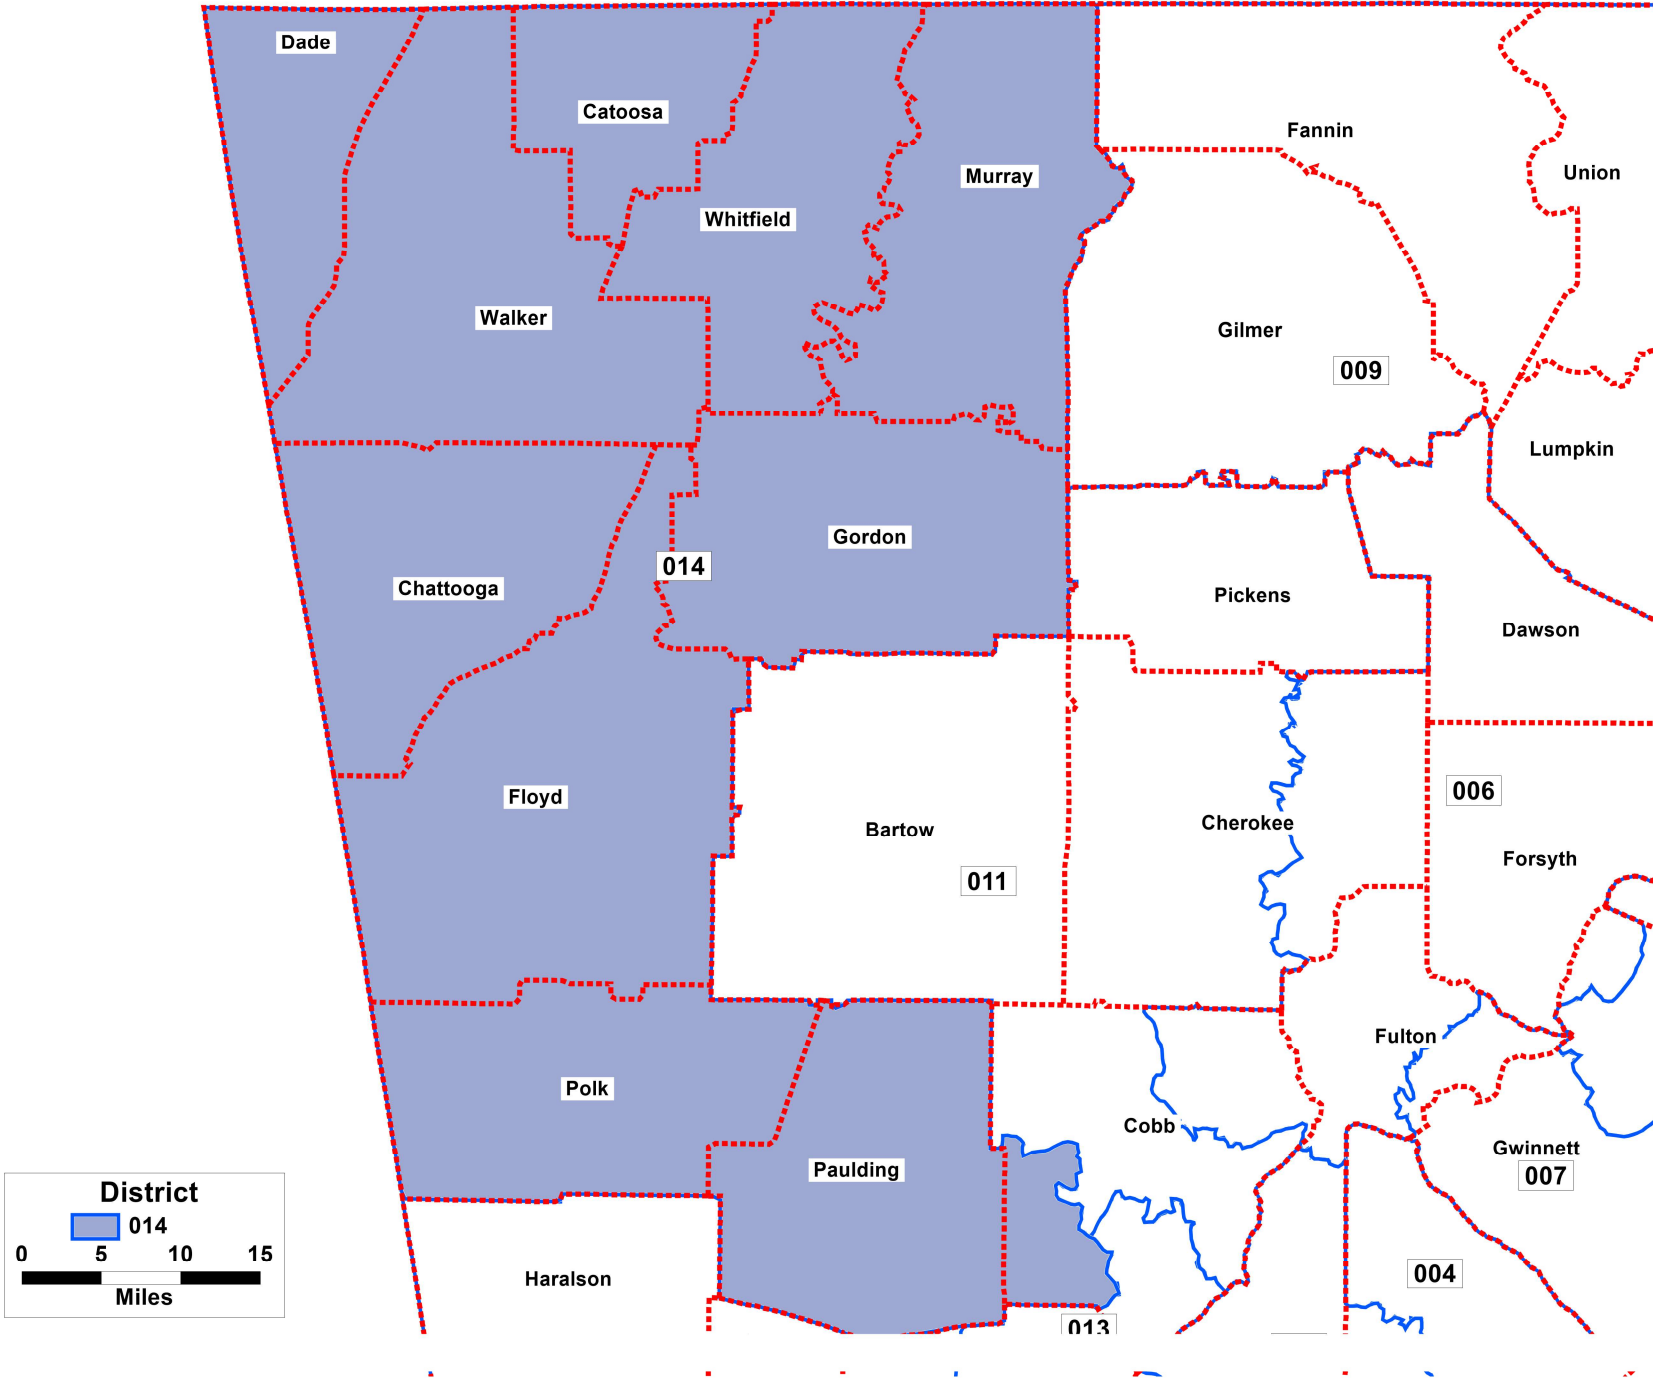 Dade
Catoosa
Fannin
Union
Murray
Whitfield
Walker
Gilmer
009
Lumpkin
Gordon
014
Chattooga
Pickens
Dawson
006
Floyd
Cherokee
Bartow
Forsyth
011
Fulton
Polk
Cobb
Gwinnett
Paulding
007
District
014
0 5 10 15
Miles
Haralson
004
013